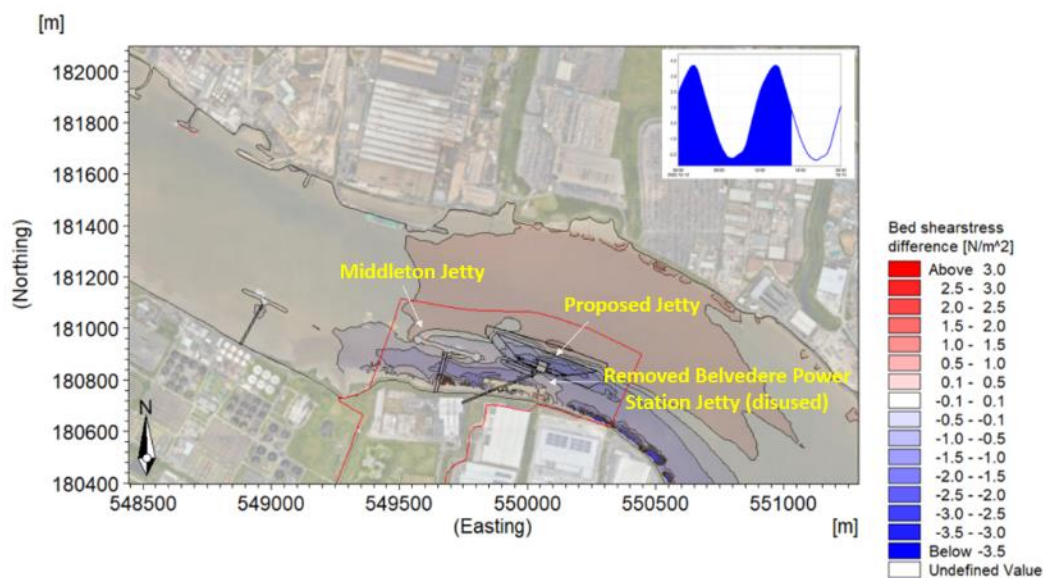 [m]
182000
181800
181600
181400
181200
181000
180800
180600
180400
(Northing)
548500
549000
549500
550000
550500
551000
(Easting)
[m]
Middleton Jetty
Proposed Jetty
Removed Belvedere Power
Station Jetty (disused)
N
Bed shearstress
difference [N/m^2]
Above 3.0
2.5 - 3.0
2.0 - 2.5
1.5 - 2.0
1.0 - 1.5
0.5 - 1.0
0.1 - 0.5
-0.1 - 0.1
-0.5 - -0.1
-1.0 - -0.5
-1.5 - -1.0
-2.0 - -1.5
-2.5 - -2.0
-3.0 - -2.5
-3.5 - -3.0
Below -3.5
Undefined Value